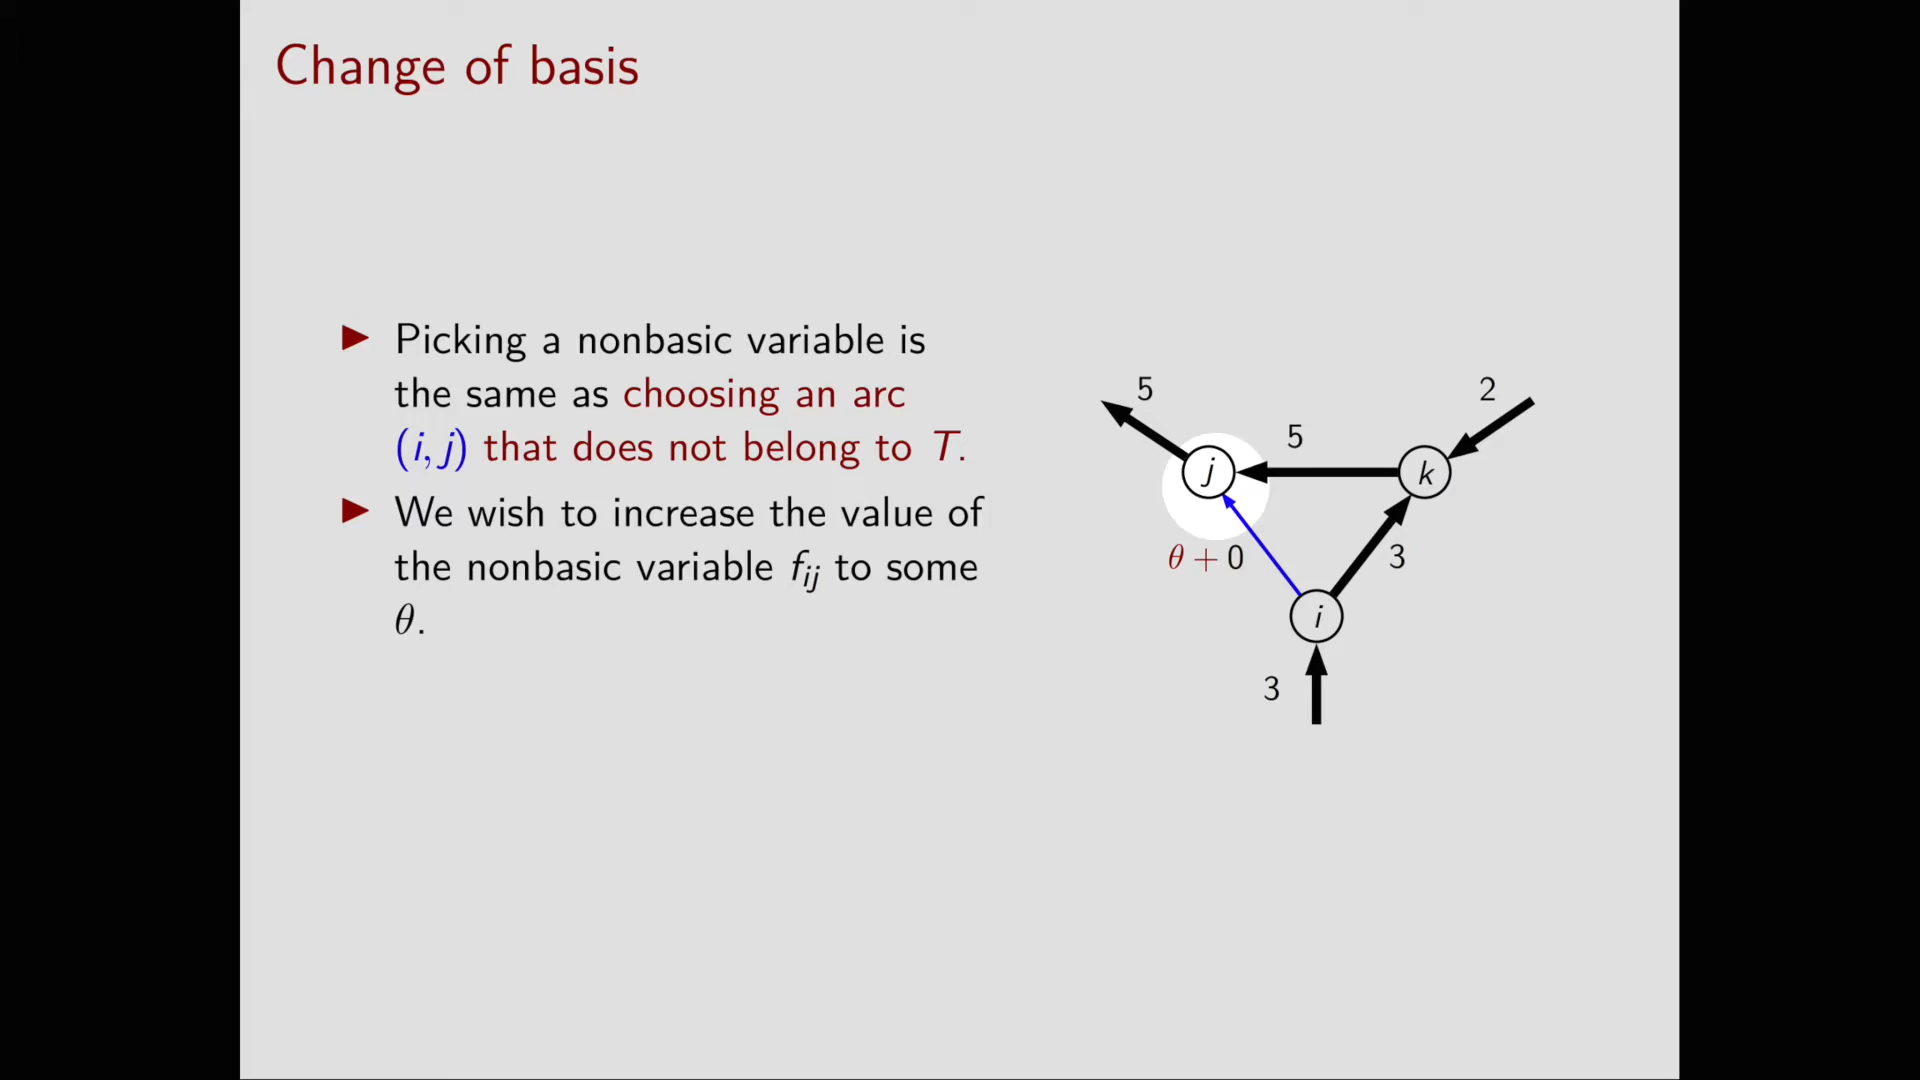 Change of basis
▶ Picking a nonbasic variable is
the same as choosing an arc
(i, j) that does not belong to T.
▶ We wish to increase the value of
the nonbasic variable fij to some
θ.
5
2
5
j
k
θ + 0
3
i
3